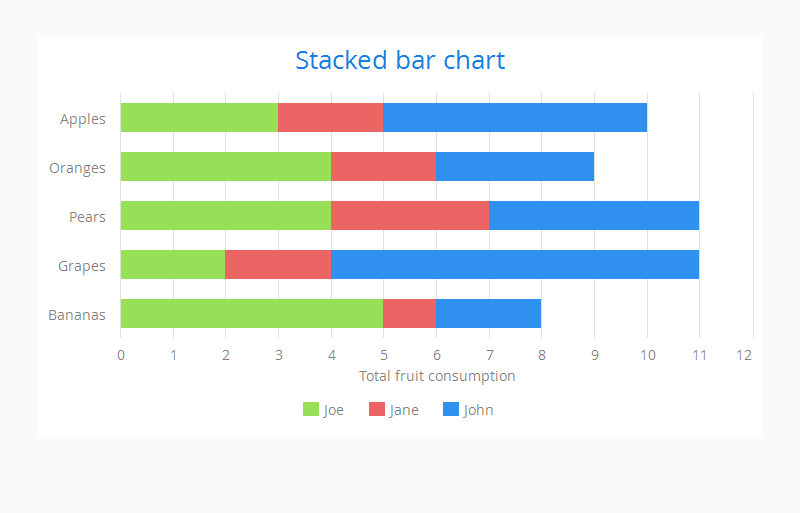 Stacked bar chart
Apples
Oranges
Pears
Grapes
Bananas
0 1 2 3 4 5 6 7 8 9 10 11 12
Total fruit consumption
Joe Jane John